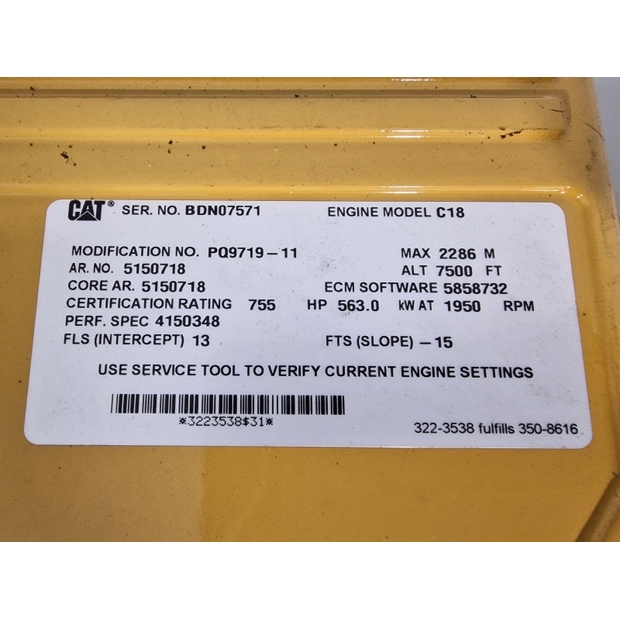 CAT® SER. NO. BDN07571 ENGINE MODEL C18
MODIFICATION NO. PQ9719-11 MAX 2286 M
AR. NO. 5150718 ALT 7500 FT
CORE AR. 5150718 ECM SOFTWARE 5858732
CERTIFICATION RATING 755 HP 563.0 kW AT 1950 RPM
PERF. SPEC 4150348
FLS (INTERCEPT) 13 FTS (SLOPE) -15
USE SERVICE TOOL TO VERIFY CURRENT ENGINE SETTINGS
*3223538$31*
322-3538 fulfills 350-8616